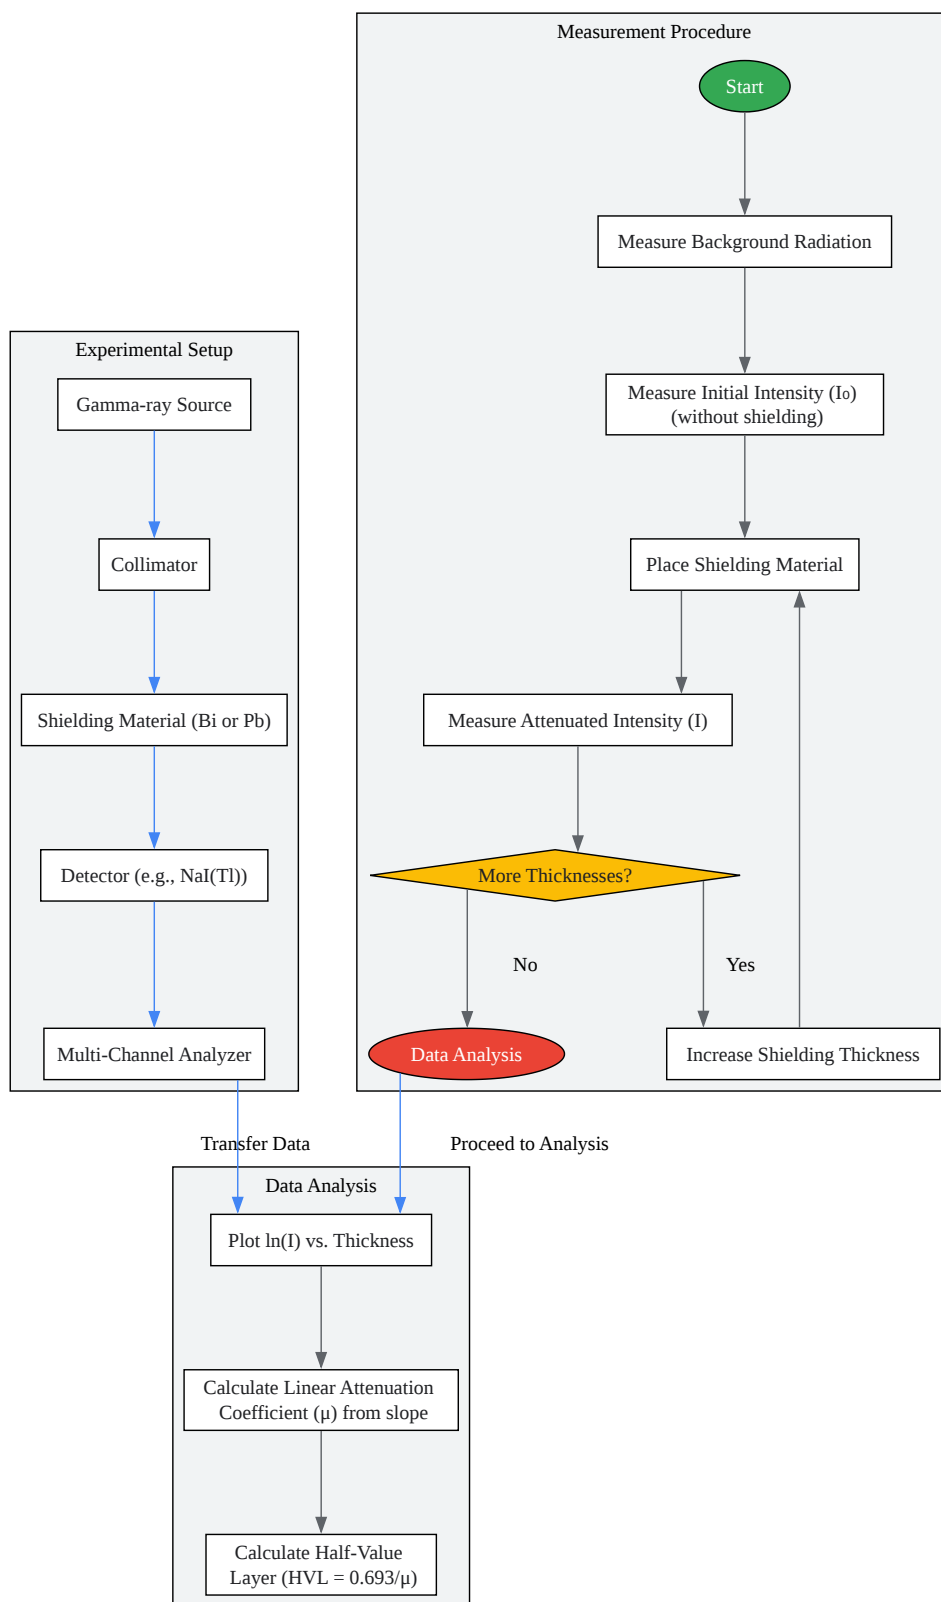 Measurement Procedure
Start
Measure Background Radiation
Measure Initial Intensity (I₀)
(without shielding)
Place Shielding Material
Measure Attenuated Intensity (I)
More Thicknesses?
No
Yes
Data Analysis
Increase Shielding Thickness
Experimental Setup
Gamma-ray Source
Collimator
Shielding Material (Bi or Pb)
Detector (e.g., NaI(Tl))
Multi-Channel Analyzer
Transfer Data
Proceed to Analysis
Data Analysis
Plot ln(I) vs. Thickness
Calculate Linear Attenuation
Coefficient (μ) from slope
Calculate Half-Value
Layer (HVL = 0.693/μ)